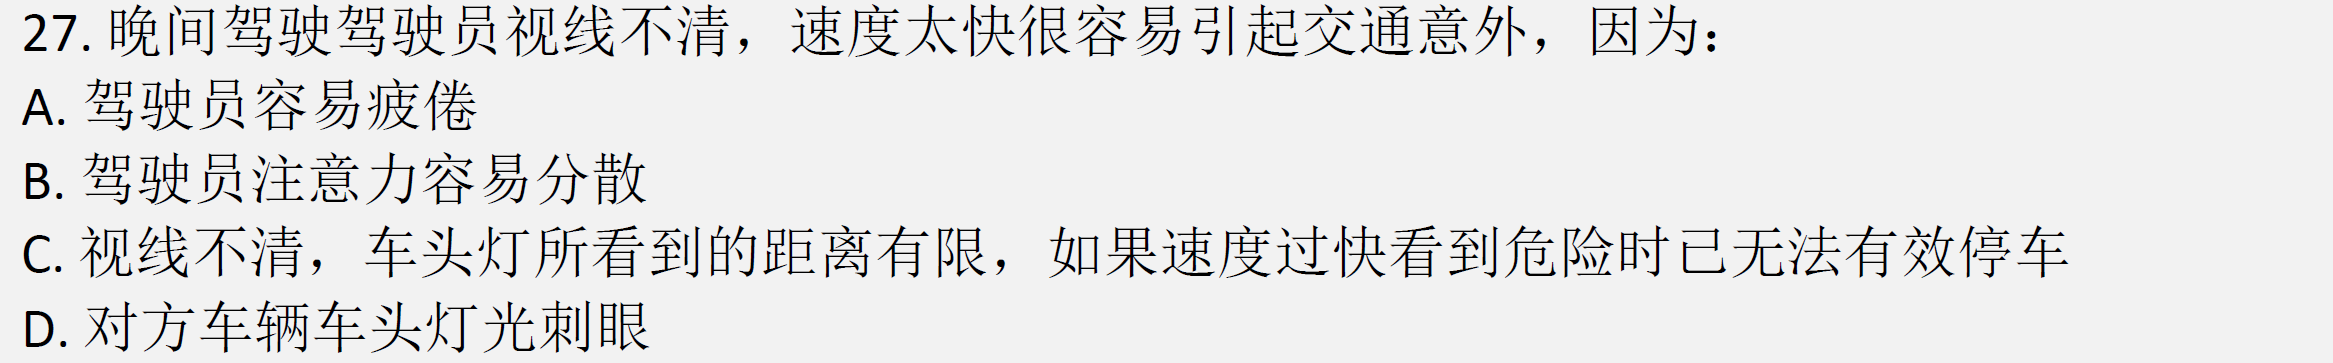 27. 晚间驾驶驾驶员视线不清，速度太快很容易引起交通意外，因为：
A. 驾驶员容易疲倦
B. 驾驶员注意力容易分散
C. 视线不清，车头灯所看到的距离有限，如果速度过快看到危险时已无法有效停车
D. 对方车辆车头灯光刺眼